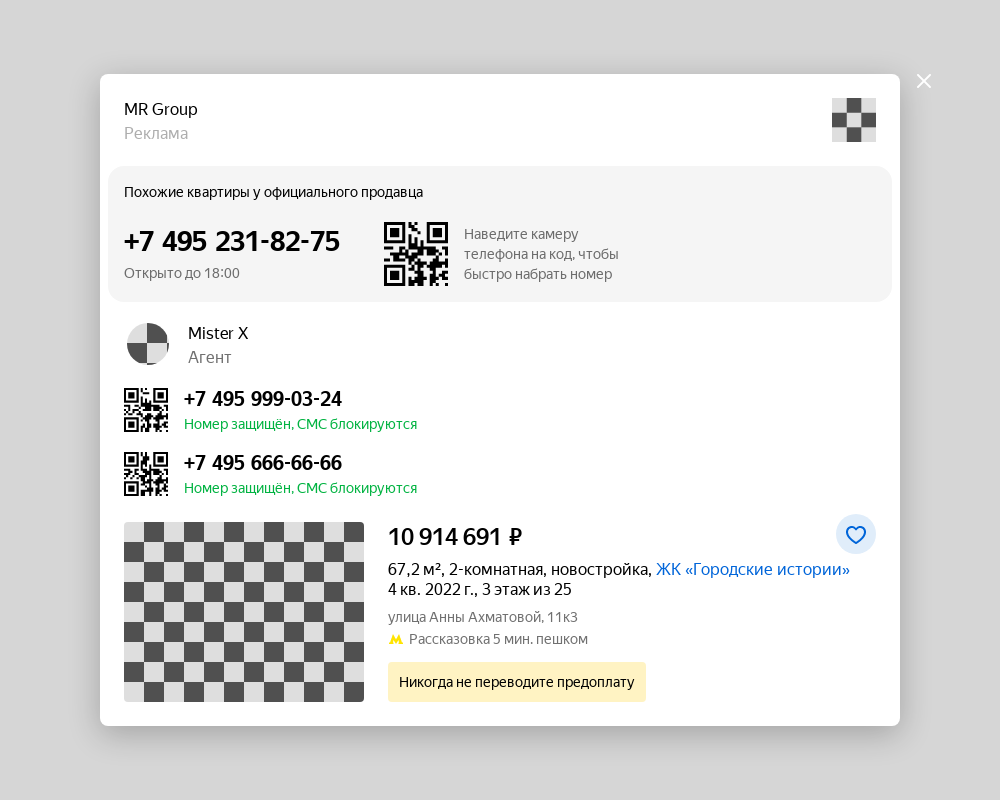 MR Group
Реклама
Похожие квартиры у официального продавца
+7 495 231-82-75
Открыто до 18:00
Наведите камеру
телефона на код, чтобы
быстро набрать номер
Mister X
Агент
+7 495 999-03-24
Номер защищён, СМС блокируются
+7 495 666-66-66
Номер защищён, СМС блокируются
10 914 691 ₽
67,2 м², 2-комнатная, новостройка, ЖК «Городские истории»
4 кв. 2022 г., 3 этаж из 25
улица Анны Ахматовой, 11к3
Рассказовка 5 мин. пешком
Никогда не переводите предоплату